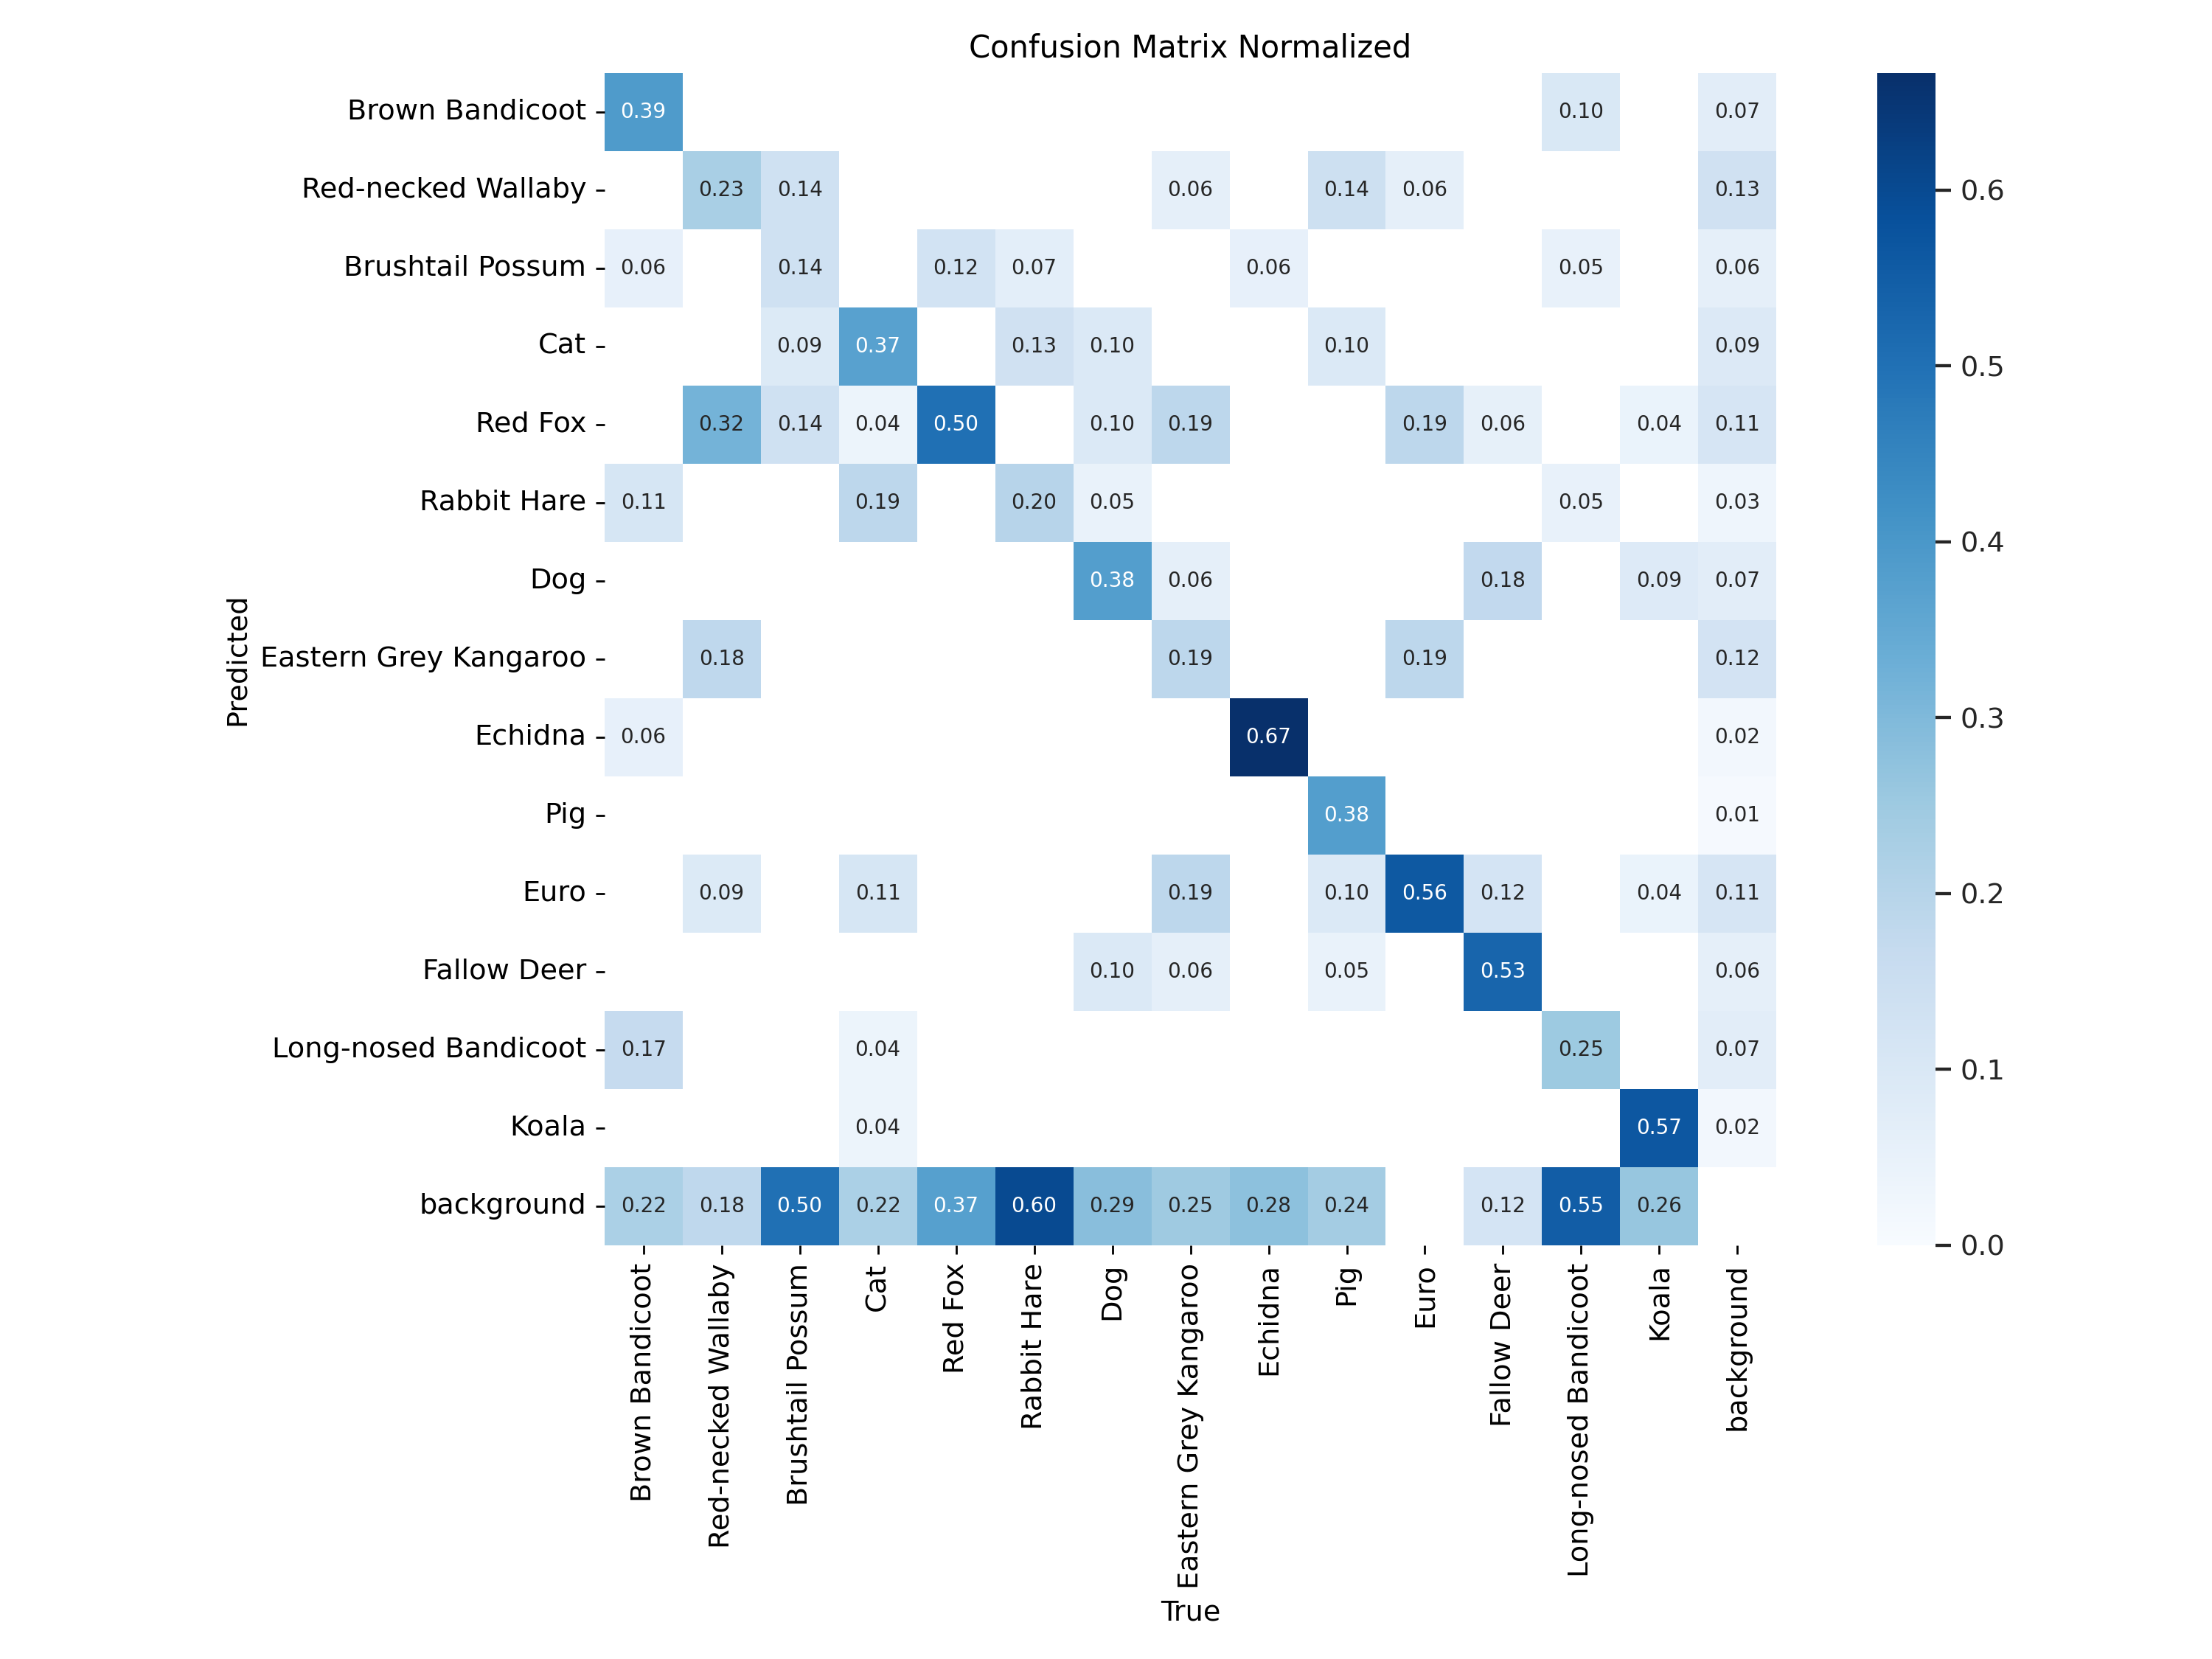 Confusion Matrix Normalized
Brown Bandicoot 0.39 0.10 0.07
Red-necked Wallaby 0.23 0.14 0.06 0.14 0.06 0.13
Brushtail Possum 0.06 0.14 0.12 0.07 0.06 0.05 0.06
Cat 0.09 0.37 0.13 0.10 0.10 0.09
Red Fox 0.32 0.14 0.04 0.50 0.10 0.19 0.19 0.06 0.04 0.11
Rabbit Hare 0.11 0.19 0.20 0.05 0.05 0.03
Dog 0.38 0.06 0.18 0.09 0.07
Eastern Grey Kangaroo 0.18 0.19 0.19 0.12
Echidna 0.06 0.67 0.02
Pig 0.38 0.01
Euro 0.09 0.11 0.19 0.10 0.56 0.12 0.04 0.11
Fallow Deer 0.10 0.06 0.05 0.53 0.06
Long-nosed Bandicoot 0.17 0.04 0.25 0.07
Koala 0.04 0.57 0.02
background 0.22 0.18 0.50 0.22 0.37 0.60 0.29 0.25 0.28 0.24 0.12 0.55 0.26
Predicted
Brown Bandicoot
Red-necked Wallaby
Brushtail Possum
Cat
Red Fox
Rabbit Hare
Dog
Eastern Grey Kangaroo
Echidna
Pig
Euro
Fallow Deer
Long-nosed Bandicoot
Koala
background
True
0.6
0.5
0.4
0.3
0.2
0.1
0.0